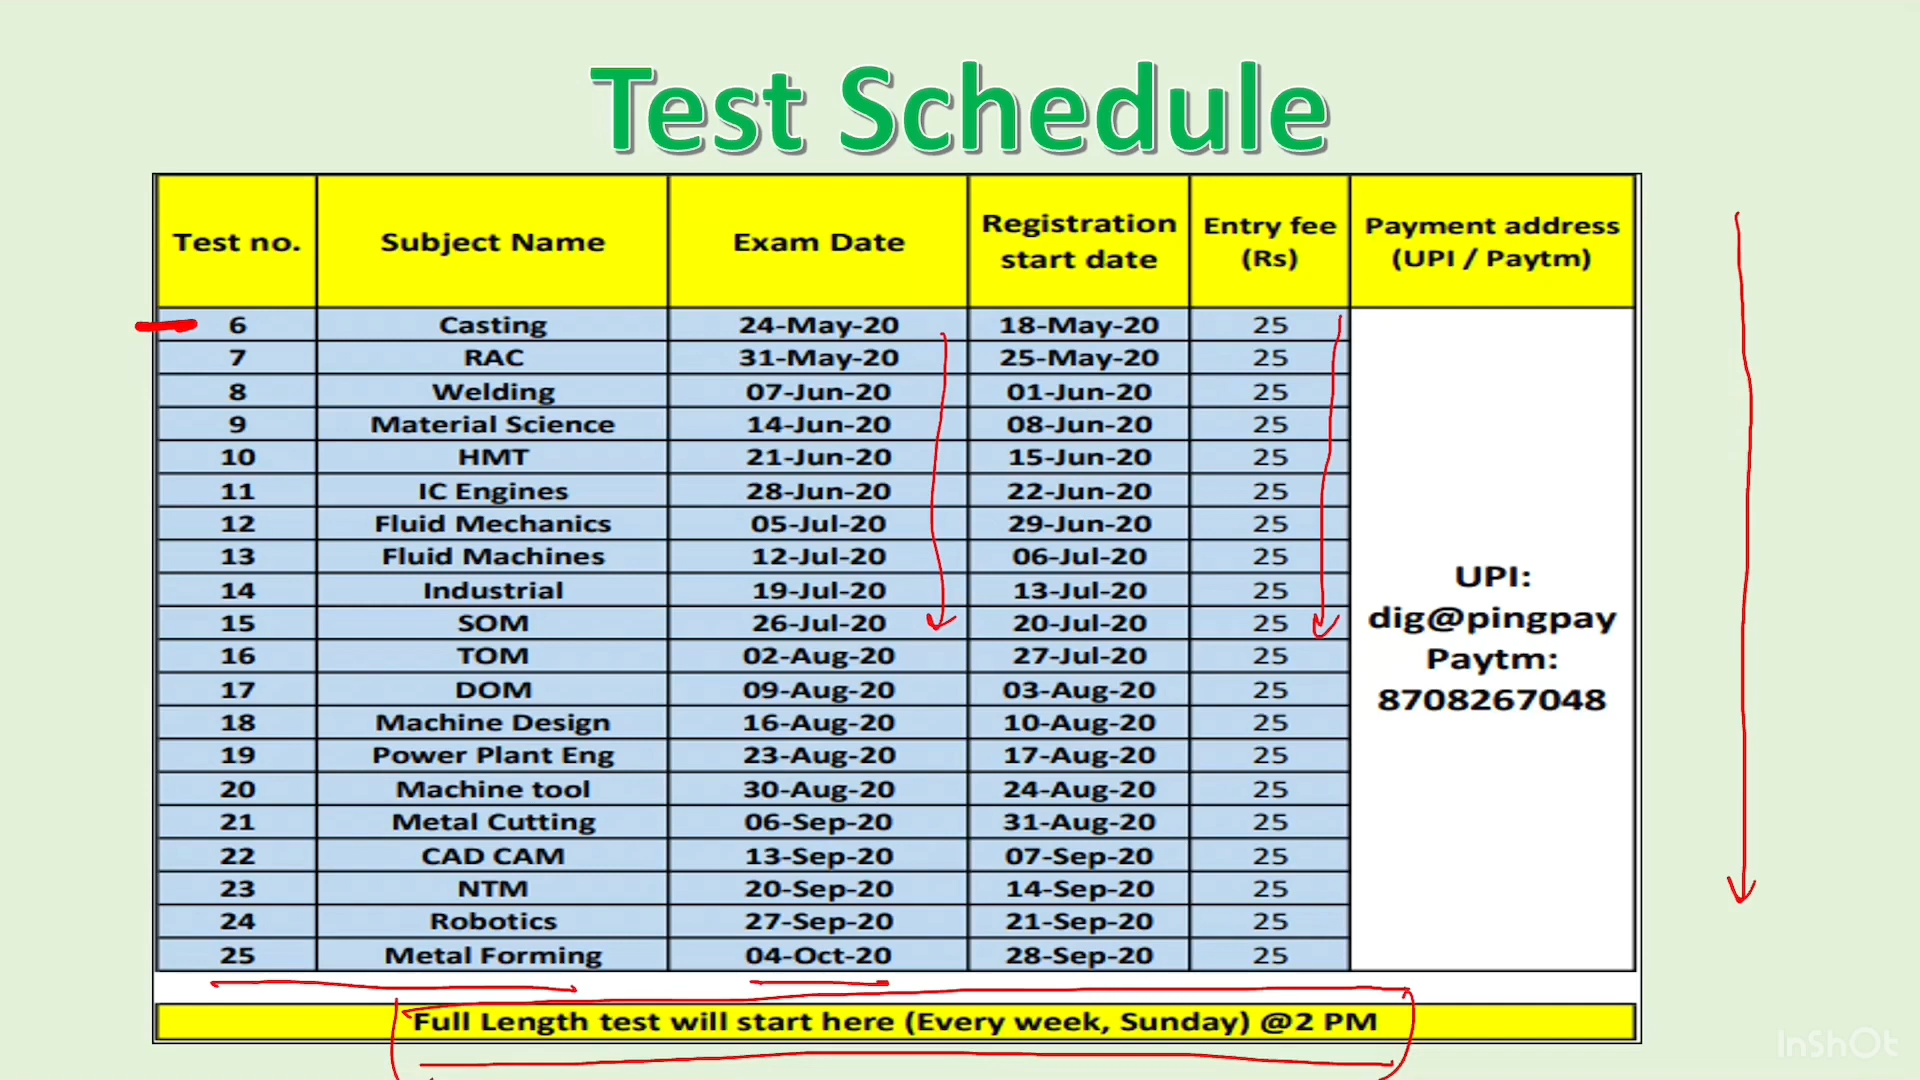 Test Schedule
Test no. Subject Name Exam Date Registration start date Entry fee (Rs) Payment address (UPI / Paytm)
6 Casting 24-May-20 18-May-20 25
7 RAC 31-May-20 25-May-20 25
8 Welding 07-Jun-20 01-Jun-20 25
9 Material Science 14-Jun-20 08-Jun-20 25
10 HMT 21-Jun-20 15-Jun-20 25
11 IC Engines 28-Jun-20 22-Jun-20 25
12 Fluid Mechanics 05-Jul-20 29-Jun-20 25
13 Fluid Machines 12-Jul-20 06-Jul-20 25
14 Industrial 19-Jul-20 13-Jul-20 25
15 SOM 26-Jul-20 20-Jul-20 25
16 TOM 02-Aug-20 27-Jul-20 25
17 DOM 09-Aug-20 03-Aug-20 25
18 Machine Design 16-Aug-20 10-Aug-20 25
19 Power Plant Eng 23-Aug-20 17-Aug-20 25
20 Machine tool 30-Aug-20 24-Aug-20 25
21 Metal Cutting 06-Sep-20 31-Aug-20 25
22 CAD CAM 13-Sep-20 07-Sep-20 25
23 NTM 20-Sep-20 14-Sep-20 25
24 Robotics 27-Sep-20 21-Sep-20 25
25 Metal Forming 04-Oct-20 28-Sep-20 25
UPI:
dig@pingpay
Paytm:
8708267048
Full Length test will start here (Every week, Sunday) @2 PM
InShOt